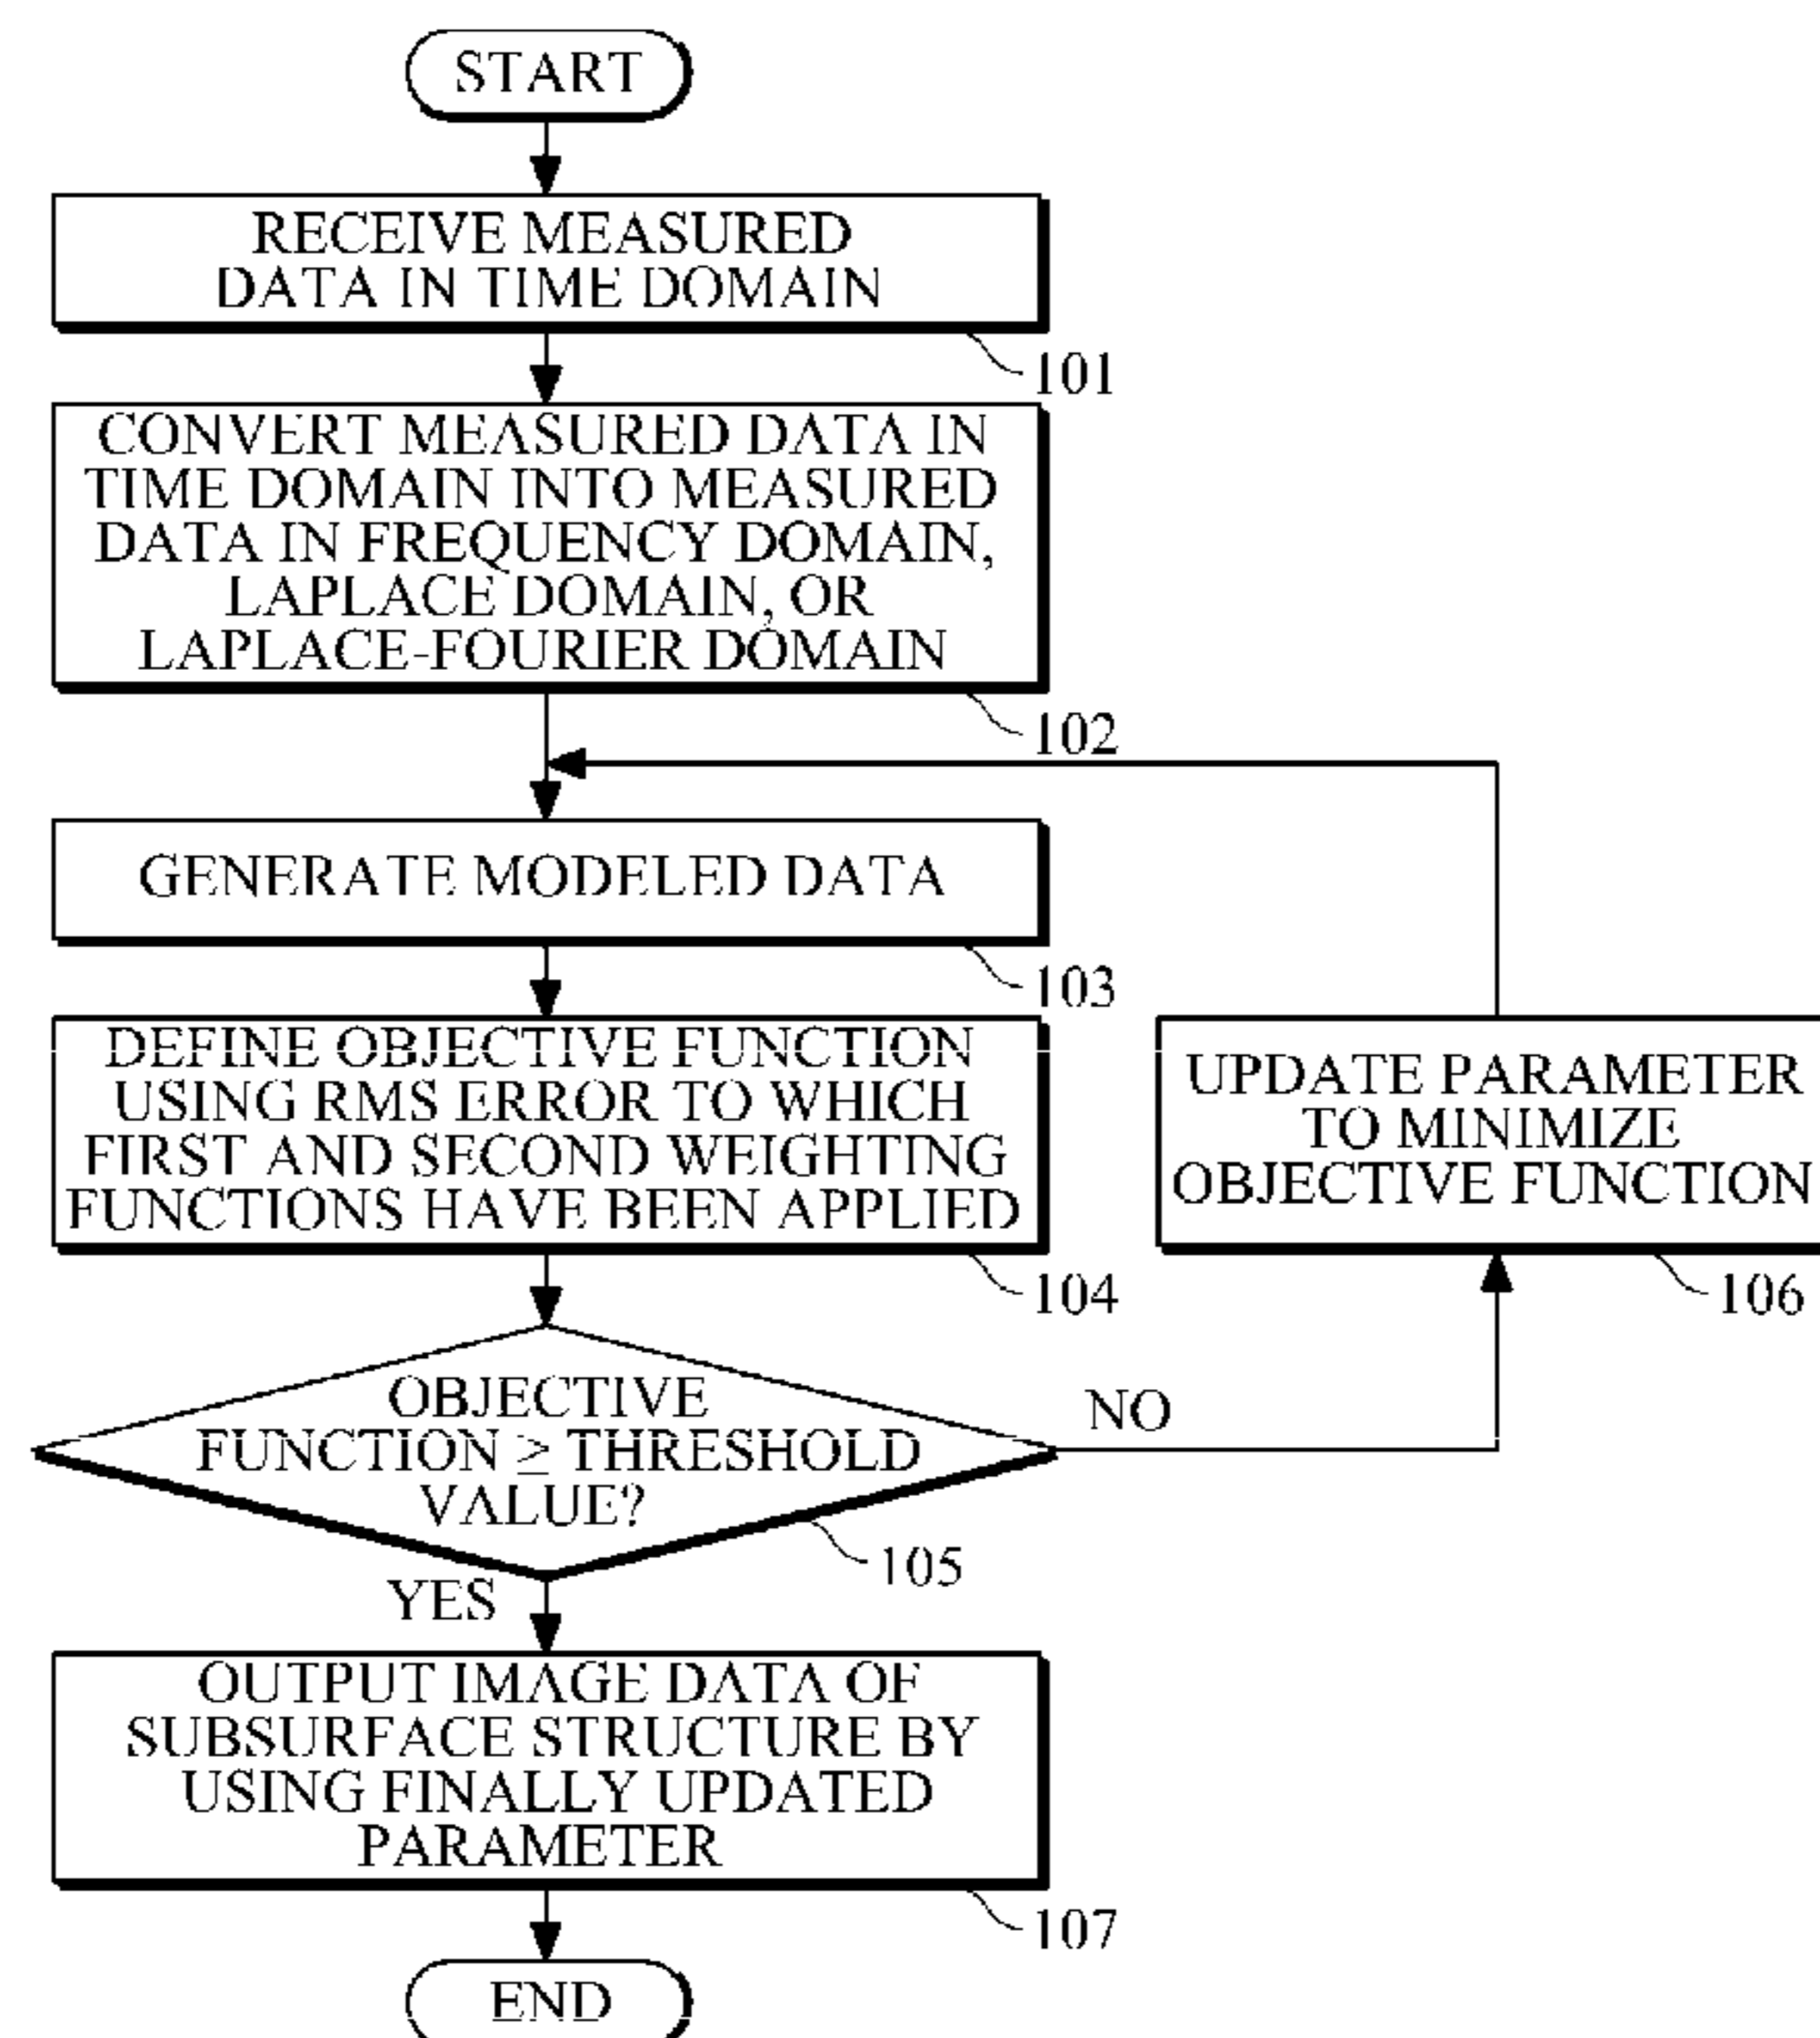 START
RECEIVE MEASURED
DATA IN TIME DOMAIN
101
CONVERT MEASURED DATA IN
TIME DOMAIN INTO MEASURED
DATA IN FREQUENCY DOMAIN,
LAPLACE DOMAIN, OR
LAPLACE-FOURIER DOMAIN
102
GENERATE MODELED DATA
103
DEFINE OBJECTIVE FUNCTION
USING RMS ERROR TO WHICH
FIRST AND SECOND WEIGHTING
FUNCTIONS HAVE BEEN APPLIED
104
UPDATE PARAMETER
TO MINIMIZE
OBJECTIVE FUNCTION
106
OBJECTIVE
FUNCTION ≥ THRESHOLD
VALUE?
105
NO
YES
OUTPUT IMAGE DATA OF
SUBSURFACE STRUCTURE BY
USING FINALLY UPDATED
PARAMETER
107
END